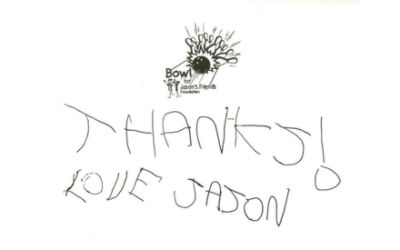 Bowl
for
Jason's Friends
Foundation
THANKS!
LOVE JASON